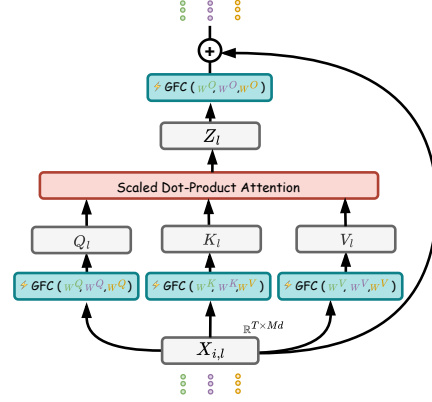 ⚡GFC ( W^Q, W^O, W^O )
Z_l
Scaled Dot-Product Attention
Q_l K_l V_l
⚡GFC ( W^Q, W^Q, W^Q ) ⚡GFC ( W^K, W^K, W^V ) ⚡GFC ( W^V, W^V, W^V )
ℝ^{T×Md}
X_{i,l}